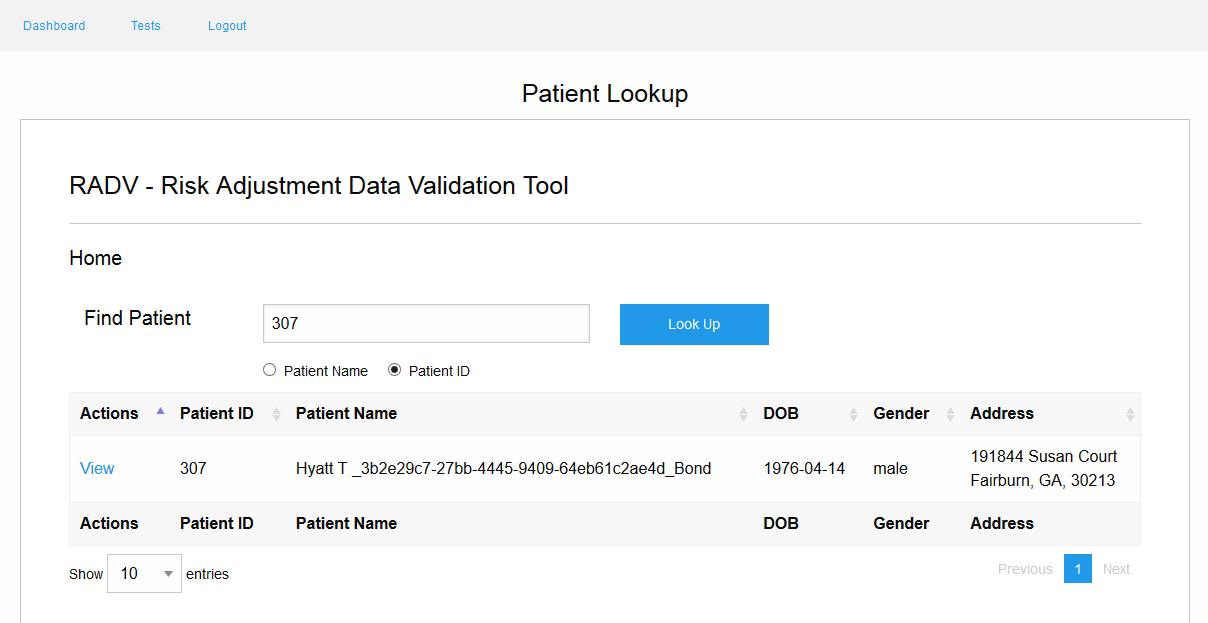 Dashboard Tests Logout
Patient Lookup
RADV - Risk Adjustment Data Validation Tool
Home
Find Patient 307 Look Up
Patient Name Patient ID
Actions Patient ID Patient Name DOB Gender Address
View 307 Hyatt T _3b2e29c7-27bb-4445-9409-64eb61c2ae4d_Bond 1976-04-14 male 191844 Susan Court
Fairburn, GA, 30213
Actions Patient ID Patient Name DOB Gender Address
Show 10 entries Previous 1 Next